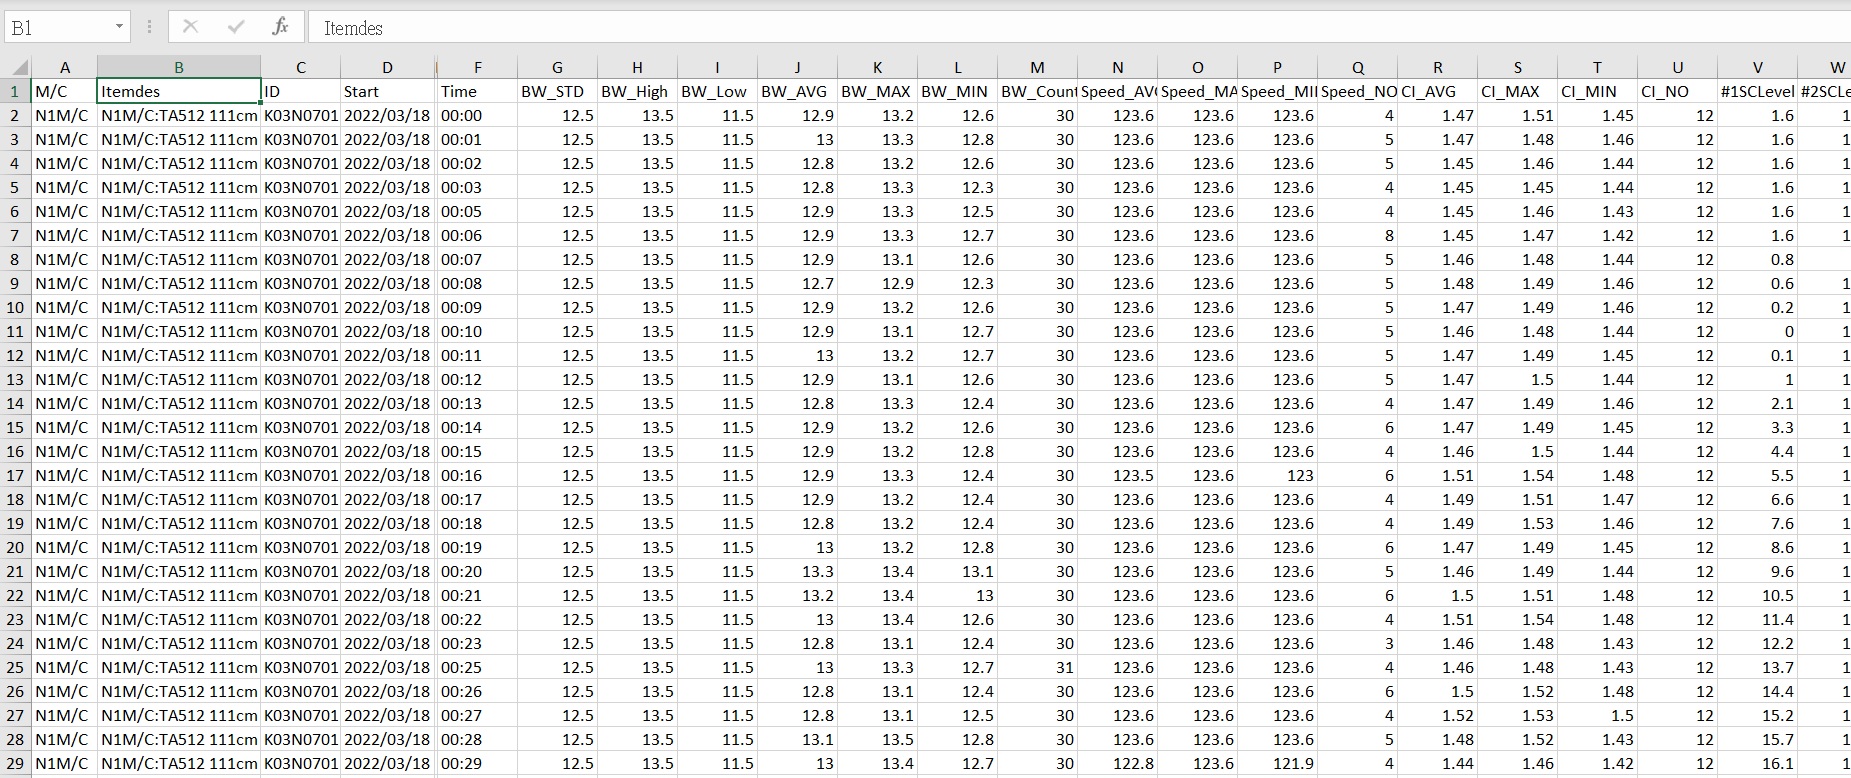 B1 fx Itemdes
A B C D F G H I J K L M N O P Q R S T U V W
1 M/C Itemdes ID Start Time BW_STD BW_High BW_Low BW_AVG BW_MAX BW_MIN BW_Count Speed_AV Speed_MA Speed_MI Speed_NO CI_AVG CI_MAX CI_MIN CI_NO #1SCLevel #2SCLe
2 N1M/C N1M/C:TA512 111cm K03N0701 2022/03/18 00:00 12.5 13.5 11.5 12.9 13.2 12.6 30 123.6 123.6 123.6 4 1.47 1.51 1.45 12 1.6 1
3 N1M/C N1M/C:TA512 111cm K03N0701 2022/03/18 00:01 12.5 13.5 11.5 13 13.3 12.8 30 123.6 123.6 123.6 5 1.47 1.48 1.46 12 1.6 1
4 N1M/C N1M/C:TA512 111cm K03N0701 2022/03/18 00:02 12.5 13.5 11.5 12.8 13.2 12.6 30 123.6 123.6 123.6 5 1.45 1.46 1.44 12 1.6 1
5 N1M/C N1M/C:TA512 111cm K03N0701 2022/03/18 00:03 12.5 13.5 11.5 12.8 13.3 12.3 30 123.6 123.6 123.6 4 1.45 1.45 1.44 12 1.6 1
6 N1M/C N1M/C:TA512 111cm K03N0701 2022/03/18 00:05 12.5 13.5 11.5 12.9 13.3 12.5 30 123.6 123.6 123.6 4 1.45 1.46 1.43 12 1.6 1
7 N1M/C N1M/C:TA512 111cm K03N0701 2022/03/18 00:06 12.5 13.5 11.5 12.9 13.3 12.7 30 123.6 123.6 123.6 8 1.45 1.47 1.42 12 1.6 1
8 N1M/C N1M/C:TA512 111cm K03N0701 2022/03/18 00:07 12.5 13.5 11.5 12.9 13.1 12.6 30 123.6 123.6 123.6 5 1.46 1.48 1.44 12 0.8
9 N1M/C N1M/C:TA512 111cm K03N0701 2022/03/18 00:08 12.5 13.5 11.5 12.7 12.9 12.3 30 123.6 123.6 123.6 5 1.48 1.49 1.46 12 0.6 1
10 N1M/C N1M/C:TA512 111cm K03N0701 2022/03/18 00:09 12.5 13.5 11.5 12.9 13.2 12.6 30 123.6 123.6 123.6 5 1.47 1.49 1.46 12 0.2 1
11 N1M/C N1M/C:TA512 111cm K03N0701 2022/03/18 00:10 12.5 13.5 11.5 12.9 13.1 12.7 30 123.6 123.6 123.6 5 1.46 1.48 1.44 12 0 1
12 N1M/C N1M/C:TA512 111cm K03N0701 2022/03/18 00:11 12.5 13.5 11.5 13 13.2 12.7 30 123.6 123.6 123.6 5 1.47 1.49 1.45 12 0.1 1
13 N1M/C N1M/C:TA512 111cm K03N0701 2022/03/18 00:12 12.5 13.5 11.5 12.9 13.1 12.6 30 123.6 123.6 123.6 5 1.47 1.5 1.44 12 1 1
14 N1M/C N1M/C:TA512 111cm K03N0701 2022/03/18 00:13 12.5 13.5 11.5 12.8 13.3 12.4 30 123.6 123.6 123.6 4 1.47 1.49 1.46 12 2.1 1
15 N1M/C N1M/C:TA512 111cm K03N0701 2022/03/18 00:14 12.5 13.5 11.5 12.9 13.2 12.6 30 123.6 123.6 123.6 6 1.47 1.49 1.45 12 3.3 1
16 N1M/C N1M/C:TA512 111cm K03N0701 2022/03/18 00:15 12.5 13.5 11.5 12.9 13.2 12.8 30 123.6 123.6 123.6 4 1.46 1.5 1.44 12 4.4 1
17 N1M/C N1M/C:TA512 111cm K03N0701 2022/03/18 00:16 12.5 13.5 11.5 12.9 13.3 12.4 30 123.5 123.6 123 6 1.51 1.54 1.48 12 5.5 1
18 N1M/C N1M/C:TA512 111cm K03N0701 2022/03/18 00:17 12.5 13.5 11.5 12.9 13.2 12.4 30 123.6 123.6 123.6 4 1.49 1.51 1.47 12 6.6 1
19 N1M/C N1M/C:TA512 111cm K03N0701 2022/03/18 00:18 12.5 13.5 11.5 12.8 13.2 12.4 30 123.6 123.6 123.6 4 1.49 1.53 1.46 12 7.6 1
20 N1M/C N1M/C:TA512 111cm K03N0701 2022/03/18 00:19 12.5 13.5 11.5 13 13.2 12.8 30 123.6 123.6 123.6 6 1.47 1.49 1.45 12 8.6 1
21 N1M/C N1M/C:TA512 111cm K03N0701 2022/03/18 00:20 12.5 13.5 11.5 13.3 13.4 13.1 30 123.6 123.6 123.6 5 1.46 1.49 1.44 12 9.6 1
22 N1M/C N1M/C:TA512 111cm K03N0701 2022/03/18 00:21 12.5 13.5 11.5 13.2 13.4 13 30 123.6 123.6 123.6 6 1.5 1.51 1.48 12 10.5 1
23 N1M/C N1M/C:TA512 111cm K03N0701 2022/03/18 00:22 12.5 13.5 11.5 13 13.4 12.6 30 123.6 123.6 123.6 4 1.51 1.54 1.48 12 11.4 1
24 N1M/C N1M/C:TA512 111cm K03N0701 2022/03/18 00:23 12.5 13.5 11.5 12.8 13.1 12.4 30 123.6 123.6 123.6 3 1.46 1.48 1.43 12 12.2 1
25 N1M/C N1M/C:TA512 111cm K03N0701 2022/03/18 00:25 12.5 13.5 11.5 13 13.3 12.7 31 123.6 123.6 123.6 4 1.46 1.48 1.43 12 13.7 1
26 N1M/C N1M/C:TA512 111cm K03N0701 2022/03/18 00:26 12.5 13.5 11.5 12.8 13.1 12.4 30 123.6 123.6 123.6 6 1.5 1.52 1.48 12 14.4 1
27 N1M/C N1M/C:TA512 111cm K03N0701 2022/03/18 00:27 12.5 13.5 11.5 12.8 13.1 12.5 30 123.6 123.6 123.6 4 1.52 1.53 1.5 12 15.2 1
28 N1M/C N1M/C:TA512 111cm K03N0701 2022/03/18 00:28 12.5 13.5 11.5 13.1 13.5 12.8 30 123.6 123.6 123.6 5 1.48 1.52 1.43 12 15.7 1
29 N1M/C N1M/C:TA512 111cm K03N0701 2022/03/18 00:29 12.5 13.5 11.5 13 13.4 12.7 30 122.8 123.6 121.9 4 1.44 1.46 1.42 12 16.1 1